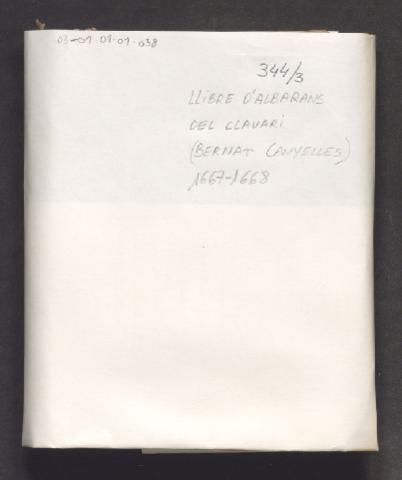 03-01-01-01-038
344/3
LLIBRE D'ALBARANS
DEL CLAVARI
(BERNAT CANYELLES)
1667-1668